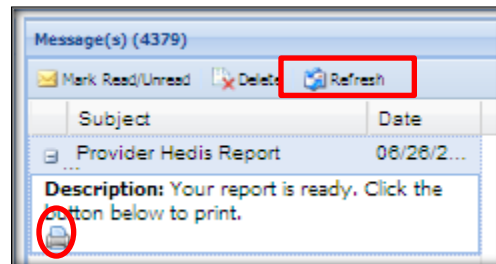 Message(s) (4379)
Mark Read/Unread Delete Refresh
Subject Date
Provider Hedis Report 06/26/2...
Description: Your report is ready. Click the
button below to print.